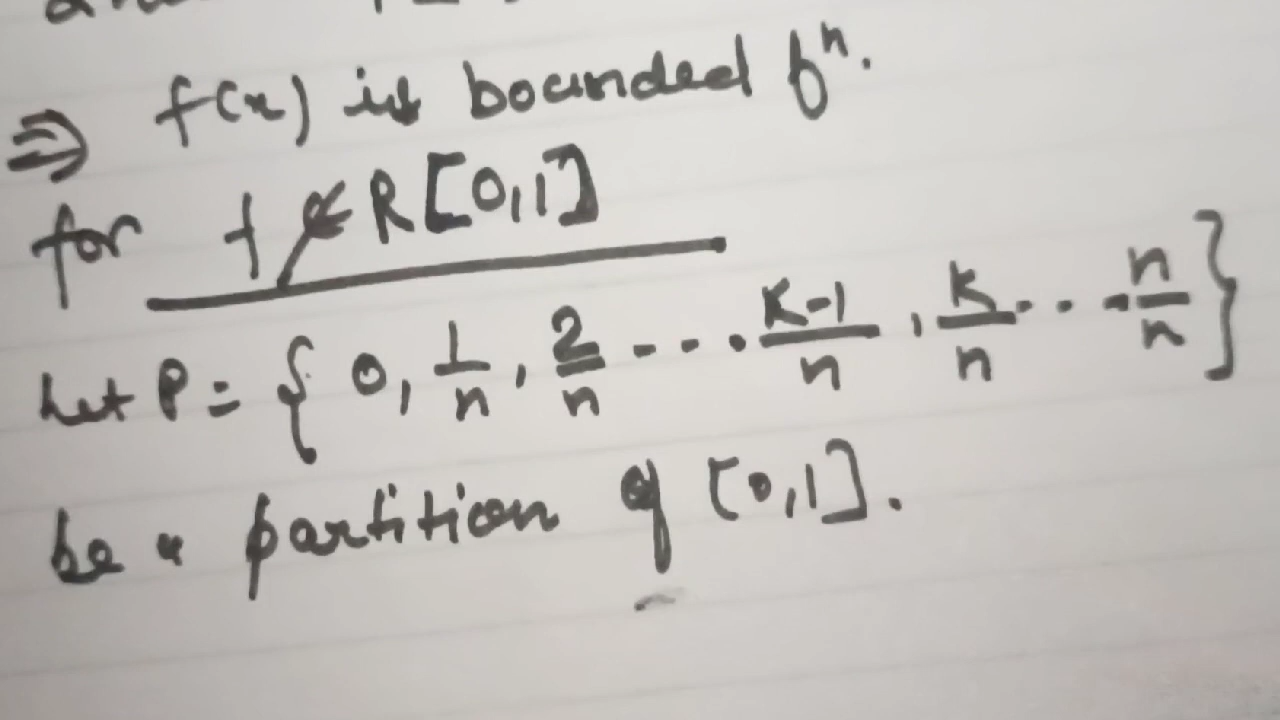 ⇒ f(x) is bounded fⁿ.
for f ∉ R[0,1]
Let P = { 0, 1/n, 2/n ---. K-1/n , K/n . . . n/n }
be a partition of [0,1].